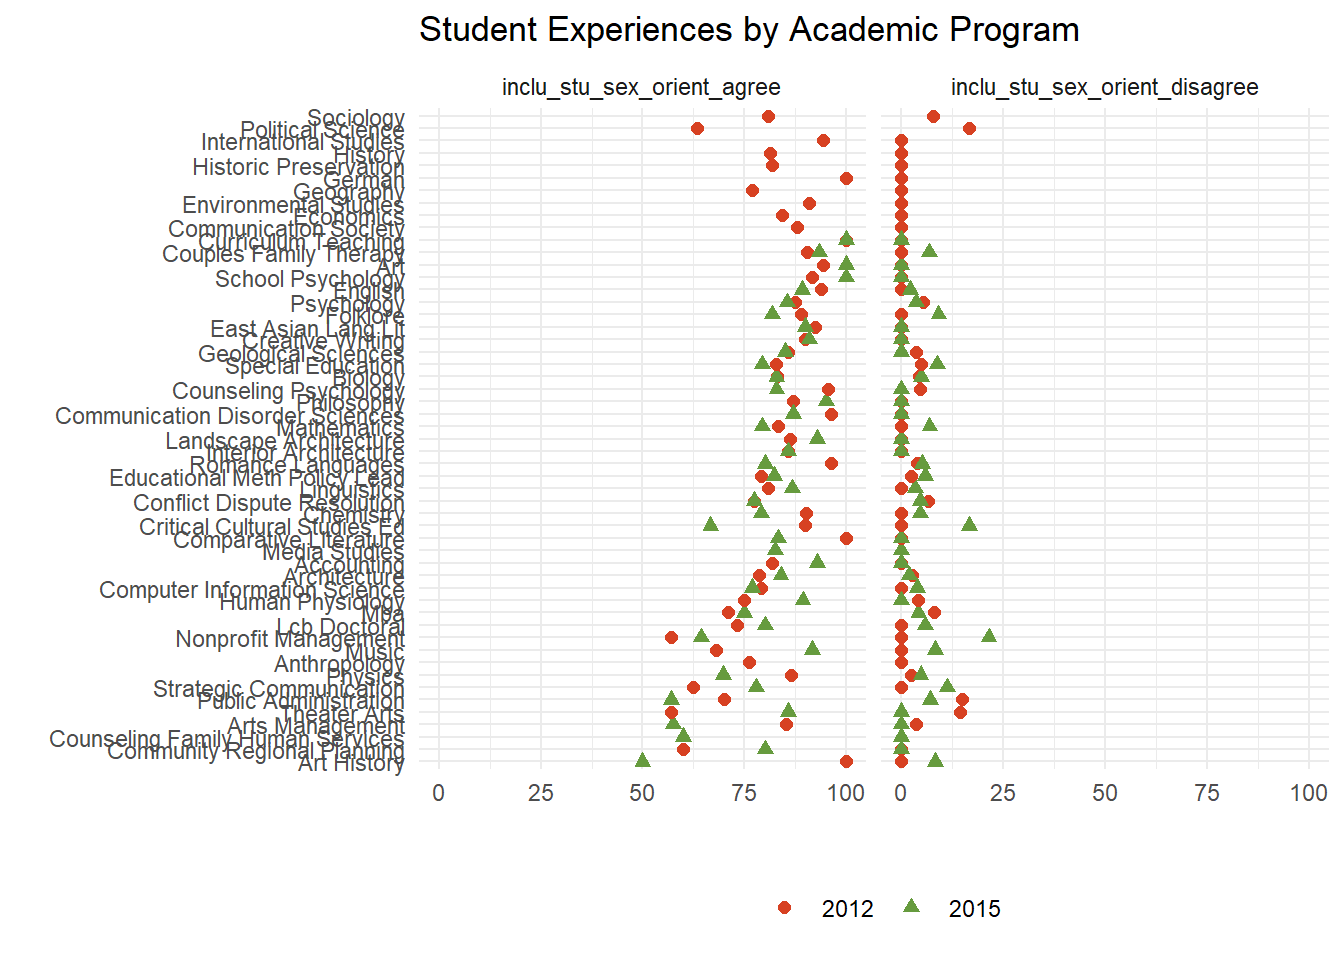 Student Experiences by Academic Program
inclu_stu_sex_orient_agree
inclu_stu_sex_orient_disagree
Sociology
Political Science
International Studies
History
Historic Preservation
German
Geography
Environmental Studies
Economics
Communication Society
Curriculum Teaching
Couples Family Therapy
Art
School Psychology
English
Psychology
Folklore
East Asian Lang Lit
Creative Writing
Geological Sciences
Special Education
Biology
Counseling Psychology
Philosophy
Communication Disorder Sciences
Mathematics
Landscape Architecture
Interior Architecture
Romance Languages
Educational Meth Policy Lead
Linguistics
Conflict Dispute Resolution
Chemistry
Critical Cultural Studies Ed
Comparative Literature
Media Studies
Accounting
Architecture
Computer Information Science
Human Physiology
Mba
Lcb Doctoral
Nonprofit Management
Music
Anthropology
Physics
Strategic Communication
Public Administration
Theater Arts
Arts Management
Counseling Family Human Services
Community Regional Planning
Art History
0 25 50 75 100
0 25 50 75 100
2012 2015